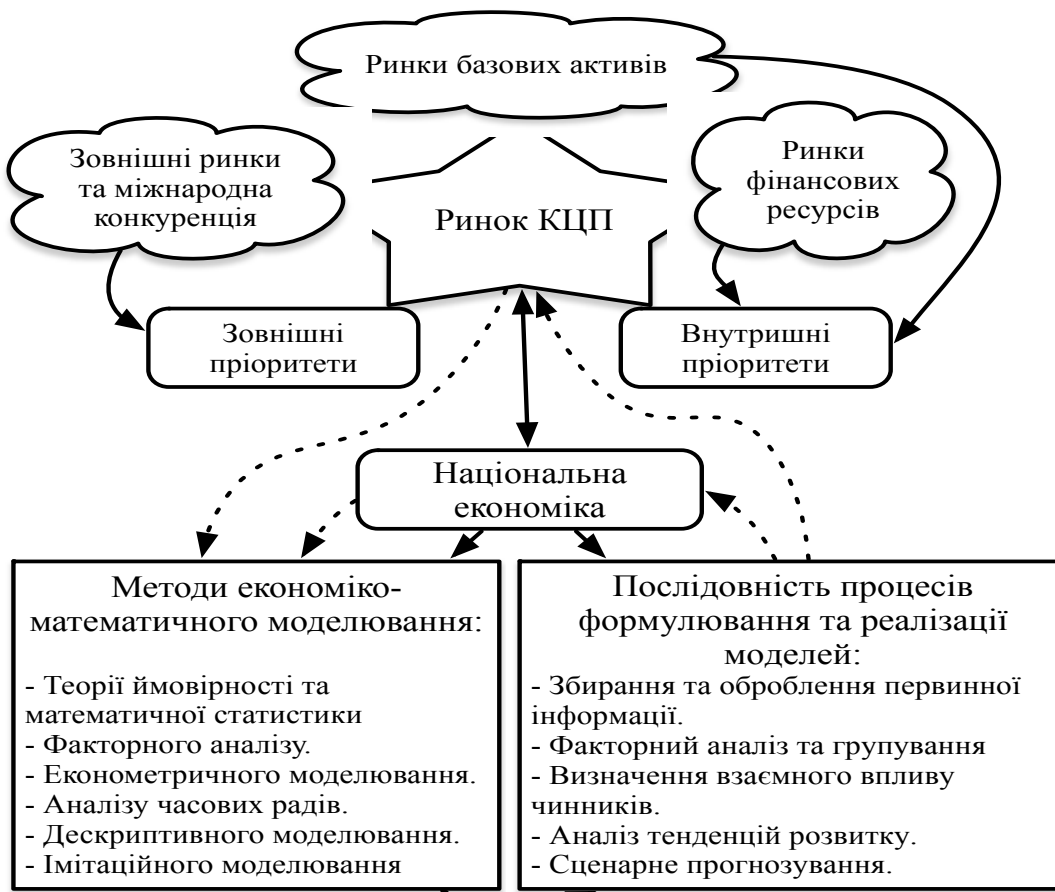 Ринки базових активів
Зовнішні ринки
та міжнародна
конкуренція
Ринок КЦП
Ринки
фінансових
ресурсів
Зовнішні
пріоритети
Внутришні
пріоритети
Національна
економіка
Методи економіко-
математичного моделювання:
- Теорії ймовірності та
математичної статистики
- Факторного аналізу.
- Економетричного моделювання.
- Аналізу часових радів.
- Дескриптивного моделювання.
- Імітаційного моделювання
Послідовність процесів
формулювання та реалізації
моделей:
- Збирання та оброблення первинної
інформації.
- Факторний аналіз та групування
- Визначення взаємного впливу
чинників.
- Аналіз тенденцій розвитку.
- Сценарне прогнозування.